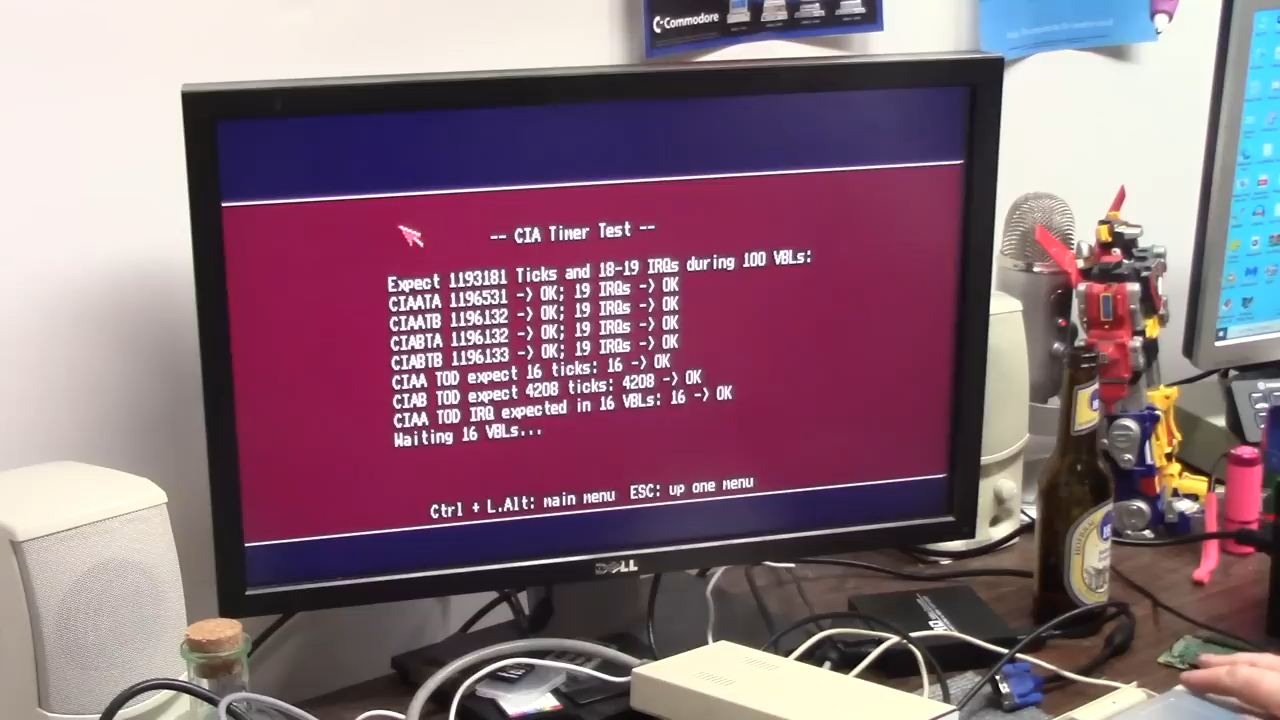 Commodore
-- CIA Timer Test --
Expect 1193181 Ticks and 18-19 IRQs during 100 VBLs:
CIAATA 1196531 -> OK; 19 IRQs -> OK
CIAATB 1196132 -> OK; 19 IRQs -> OK
CIABTA 1196132 -> OK; 19 IRQs -> OK
CIABTB 1196133 -> OK; 19 IRQs -> OK
CIAA TOD expect 16 ticks: 16 -> OK
CIAB TOD expect 4208 ticks: 4208 -> OK
CIAA TOD IRQ expected in 16 VBLs: 16 -> OK
Waiting 16 VBLs...
Ctrl + L.Alt: main menu  ESC: up one menu
DELL